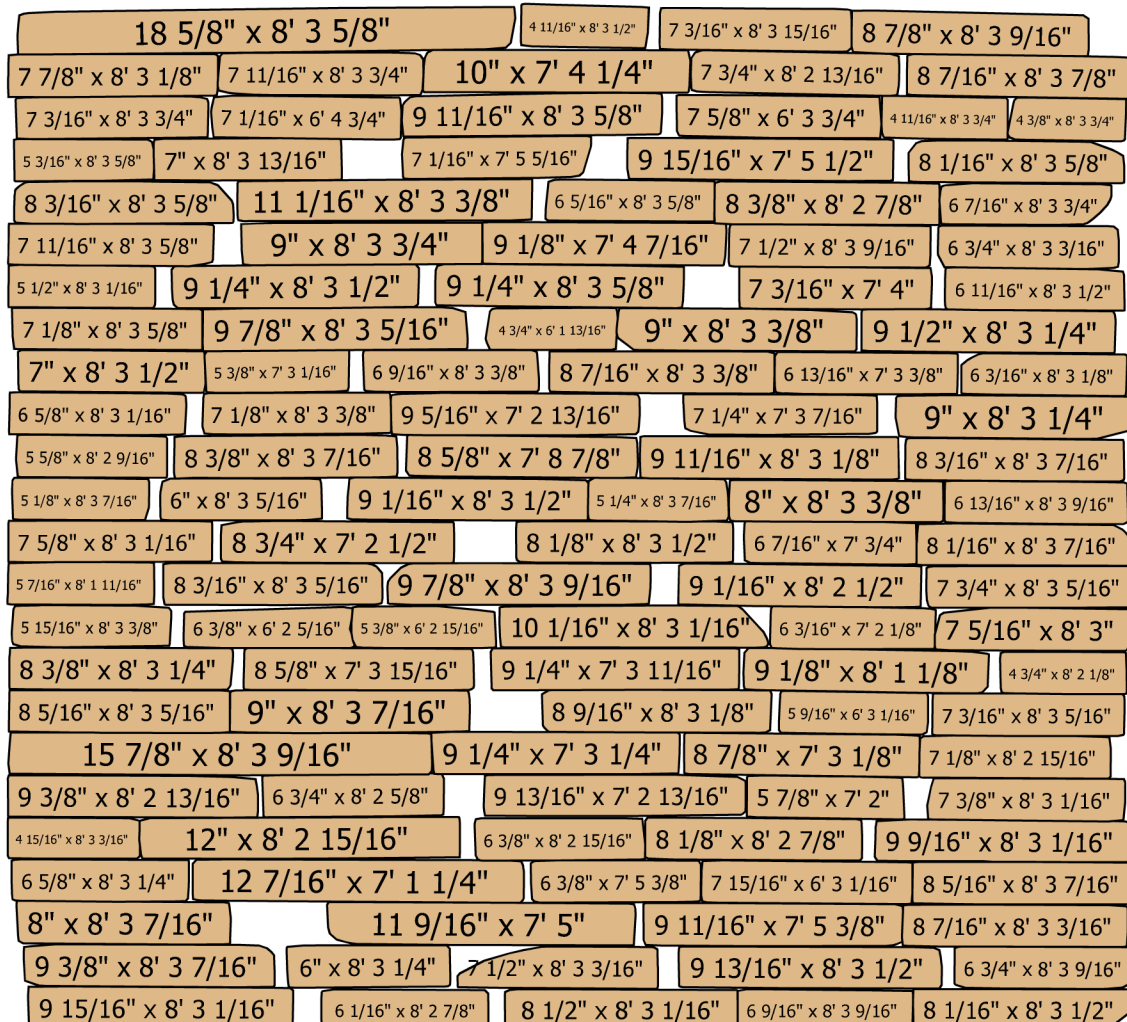 18 5/8" x 8' 3 5/8" 4 11/16" x 8' 3 1/2" 7 3/16" x 8' 3 15/16" 8 7/8" x 8' 3 9/16"
7 7/8" x 8' 3 1/8" 7 11/16" x 8' 3 3/4" 10" x 7' 4 1/4" 7 3/4" x 8' 2 13/16" 8 7/16" x 8' 3 7/8"
7 3/16" x 8' 3 3/4" 7 1/16" x 6' 4 3/4" 9 11/16" x 8' 3 5/8" 7 5/8" x 6' 3 3/4" 4 11/16" x 8' 3 3/4" 4 3/8" x 8' 3 3/4"
5 3/16" x 8' 3 5/8" 7" x 8' 3 13/16" 7 1/16" x 7' 5 5/16" 9 15/16" x 7' 5 1/2" 8 1/16" x 8' 3 5/8"
8 3/16" x 8' 3 5/8" 11 1/16" x 8' 3 3/8" 6 5/16" x 8' 3 5/8" 8 3/8" x 8' 2 7/8" 6 7/16" x 8' 3 3/4"
7 11/16" x 8' 3 5/8" 9" x 8' 3 3/4" 9 1/8" x 7' 4 7/16" 7 1/2" x 8' 3 9/16" 6 3/4" x 8' 3 3/16"
5 1/2" x 8' 3 1/16" 9 1/4" x 8' 3 1/2" 9 1/4" x 8' 3 5/8" 7 3/16" x 7' 4" 6 11/16" x 8' 3 1/2"
7 1/8" x 8' 3 5/8" 9 7/8" x 8' 3 5/16" 4 3/4" x 6' 1 13/16" 9" x 8' 3 3/8" 9 1/2" x 8' 3 1/4"
7" x 8' 3 1/2" 5 3/8" x 7' 3 1/16" 6 9/16" x 8' 3 3/8" 8 7/16" x 8' 3 3/8" 6 13/16" x 7' 3 3/8" 6 3/16" x 8' 3 1/8"
6 5/8" x 8' 3 1/16" 7 1/8" x 8' 3 3/8" 9 5/16" x 7' 2 13/16" 7 1/4" x 7' 3 7/16" 9" x 8' 3 1/4"
5 5/8" x 8' 2 9/16" 8 3/8" x 8' 3 7/16" 8 5/8" x 7' 8 7/8" 9 11/16" x 8' 3 1/8" 8 3/16" x 8' 3 7/16"
5 1/8" x 8' 3 7/16" 6" x 8' 3 5/16" 9 1/16" x 8' 3 1/2" 5 1/4" x 8' 3 7/16" 8" x 8' 3 3/8" 6 13/16" x 8' 3 9/16"
7 5/8" x 8' 3 1/16" 8 3/4" x 7' 2 1/2" 8 1/8" x 8' 3 1/2" 6 7/16" x 7' 3/4" 8 1/16" x 8' 3 7/16"
5 7/16" x 8' 1 11/16" 8 3/16" x 8' 3 5/16" 9 7/8" x 8' 3 9/16" 9 1/16" x 8' 2 1/2" 7 3/4" x 8' 3 5/16"
5 15/16" x 8' 3 3/8" 6 3/8" x 6' 2 5/16" 5 3/8" x 6' 2 15/16" 10 1/16" x 8' 3 1/16" 6 3/16" x 7' 2 1/8" 7 5/16" x 8' 3"
8 3/8" x 8' 3 1/4" 8 5/8" x 7' 3 15/16" 9 1/4" x 7' 3 11/16" 9 1/8" x 8' 1 1/8" 4 3/4" x 8' 2 1/8"
8 5/16" x 8' 3 5/16" 9" x 8' 3 7/16" 8 9/16" x 8' 3 1/8" 5 9/16" x 6' 3 1/16" 7 3/16" x 8' 3 5/16"
15 7/8" x 8' 3 9/16" 9 1/4" x 7' 3 1/4" 8 7/8" x 7' 3 1/8" 7 1/8" x 8' 2 15/16"
9 3/8" x 8' 2 13/16" 6 3/4" x 8' 2 5/8" 9 13/16" x 7' 2 13/16" 5 7/8" x 7' 2" 7 3/8" x 8' 3 1/16"
4 15/16" x 8' 3 3/16" 12" x 8' 2 15/16" 6 3/8" x 8' 2 15/16" 8 1/8" x 8' 2 7/8" 9 9/16" x 8' 3 1/16"
6 5/8" x 8' 3 1/4" 12 7/16" x 7' 1 1/4" 6 3/8" x 7' 5 3/8" 7 15/16" x 6' 3 1/16" 8 5/16" x 8' 3 7/16"
8" x 8' 3 7/16" 11 9/16" x 7' 5" 9 11/16" x 7' 5 3/8" 8 7/16" x 8' 3 3/16"
9 3/8" x 8' 3 7/16" 6" x 8' 3 1/4" 7 1/2" x 8' 3 3/16" 9 13/16" x 8' 3 1/2" 6 3/4" x 8' 3 9/16"
9 15/16" x 8' 3 1/16" 6 1/16" x 8' 2 7/8" 8 1/2" x 8' 3 1/16" 6 9/16" x 8' 3 9/16" 8 1/16" x 8' 3 1/2"